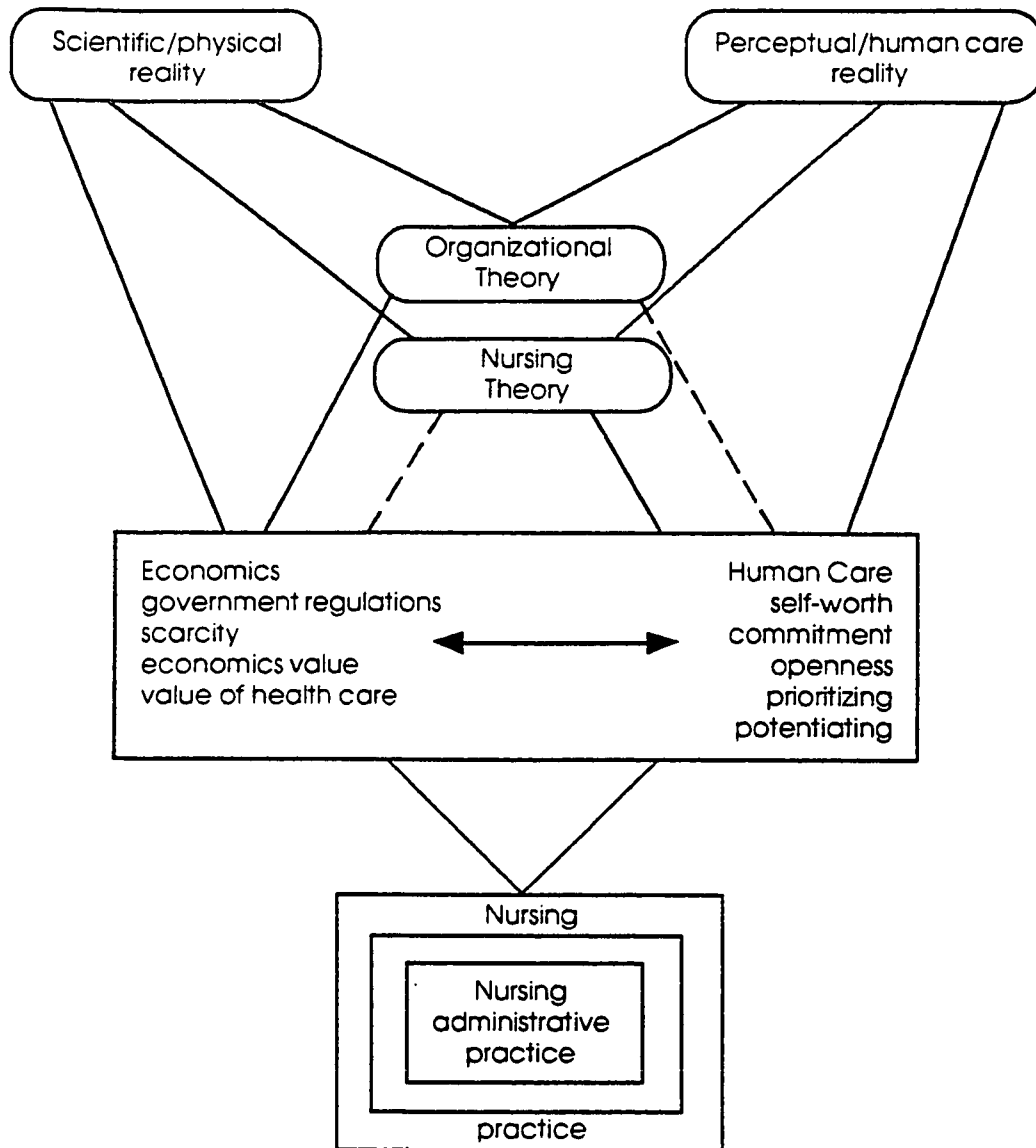 Scientific/physical
reality
Perceptual/human care
reality
Organizational
Theory
Nursing
Theory
Economics
government regulations
scarcity
economics value
value of health care
Human Care
self-worth
commitment
openness
prioritizing
potentiating
Nursing
Nursing
administrative
practice
practice